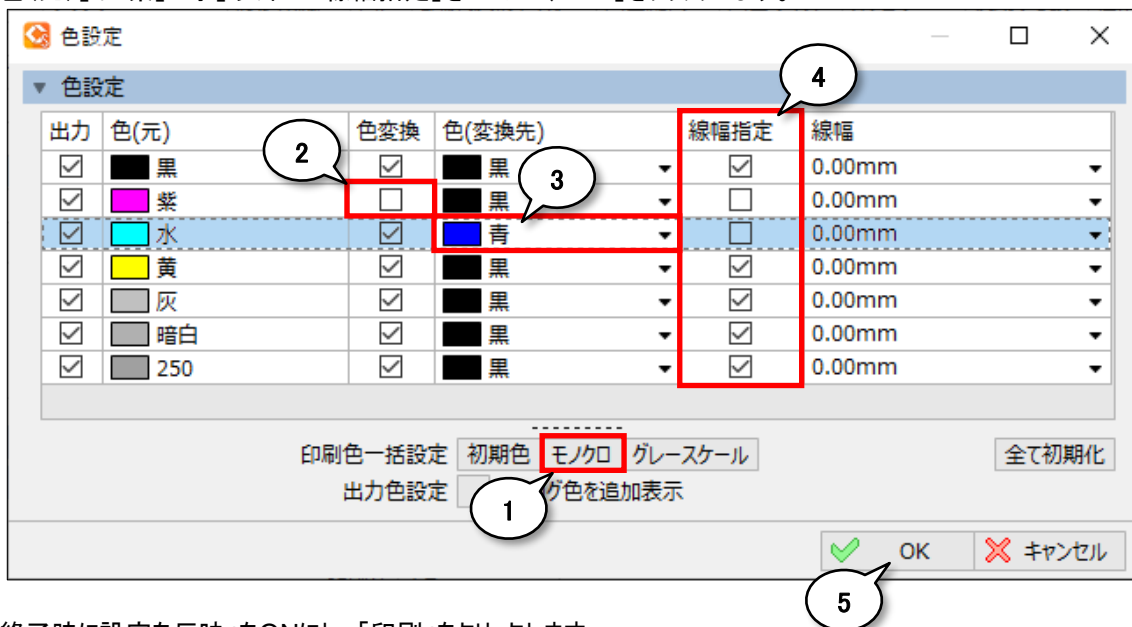 色設定
色設定
出力 色(元) 色変換 色(変換先) 線幅指定 線幅
黒 黒 0.00mm
紫 黒 0.00mm
水 青 0.00mm
黄 黒 0.00mm
灰 黒 0.00mm
暗白 黒 0.00mm
250 黒 0.00mm
4
2
3
印刷色一括設定 初期色 モノクロ グレースケール 全て初期化
出力色設定 グ色を追加表示
1
OK キャンセル
5